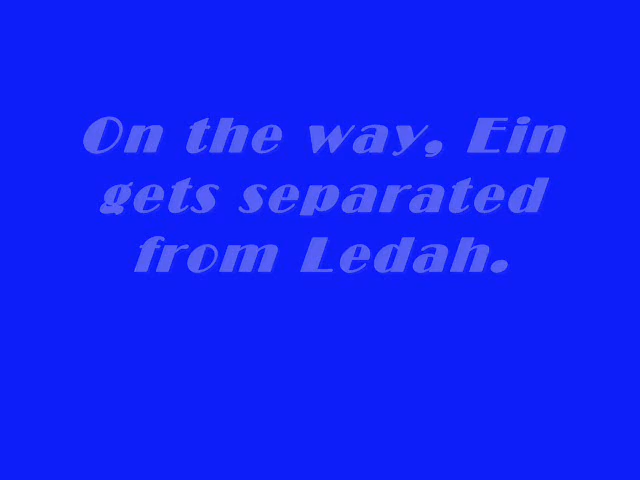 On the way, Ein
gets separated
from Ledah.